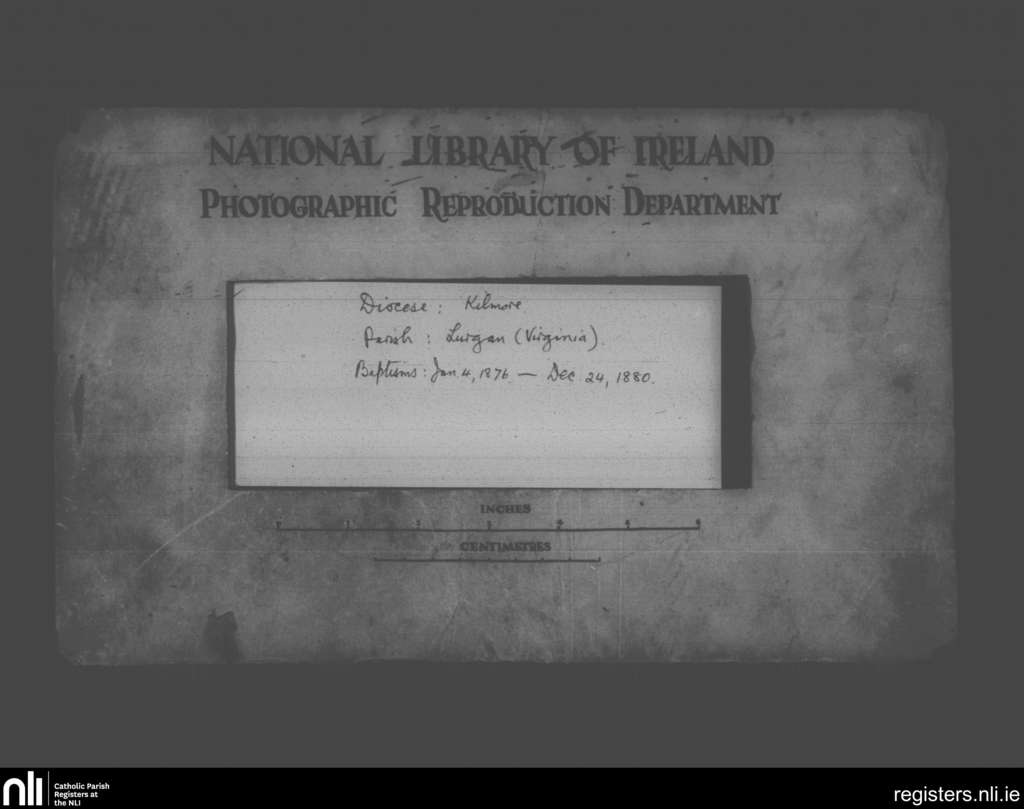 NATIONAL LIBRARY OF IRELAND
PHOTOGRAPHIC REPRODUCTION DEPARTMENT
Diocese : Kilmore
Parish : Lurgan (Virginia).
Baptisms : Jan. 4, 1876 — Dec. 24, 1880.
INCHES
CENTIMETRES
nli
Catholic Parish
Registers at
the NLI
registers.nli.ie